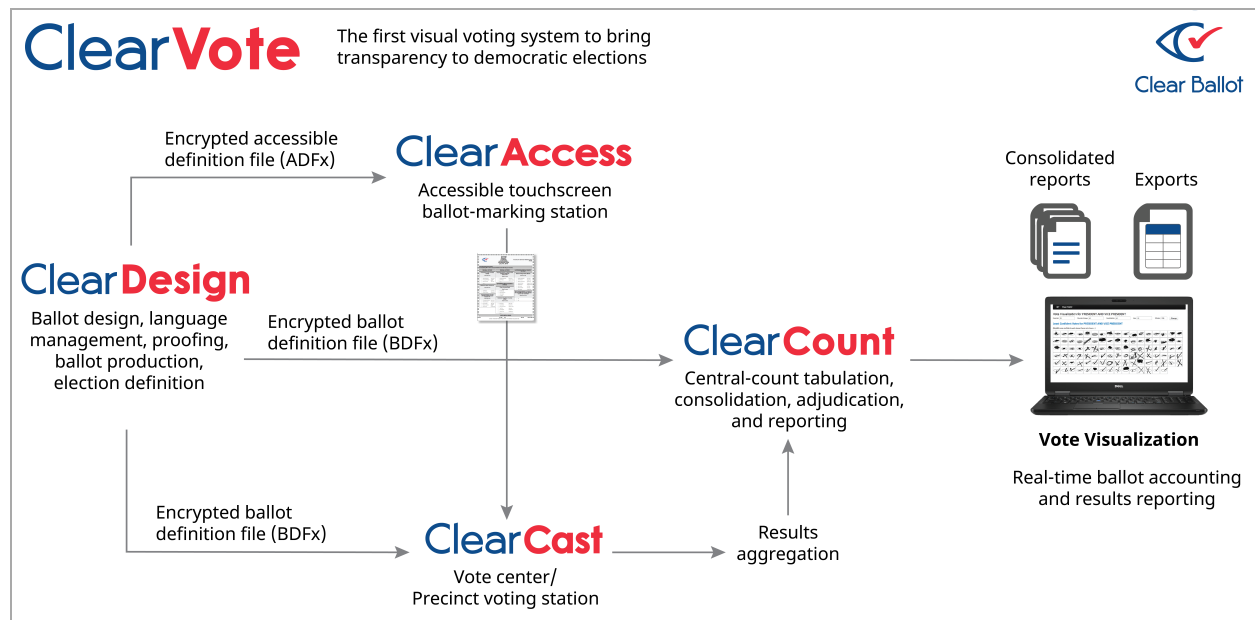 ClearVote
The first visual voting system to bring
transparency to democratic elections
Clear Ballot
Encrypted accessible
definition file (ADFx)
ClearAccess
Accessible touchscreen
ballot-marking station
Consolidated
reports
Exports
ClearDesign
Ballot design, language
management, proofing,
ballot production,
election definition
Encrypted ballot
definition file (BDFx)
ClearCount
Central-count tabulation,
consolidation, adjudication,
and reporting
Vote Visualization
Real-time ballot accounting
and results reporting
Encrypted ballot
definition file (BDFx)
ClearCast
Vote center/
Precinct voting station
Results
aggregation